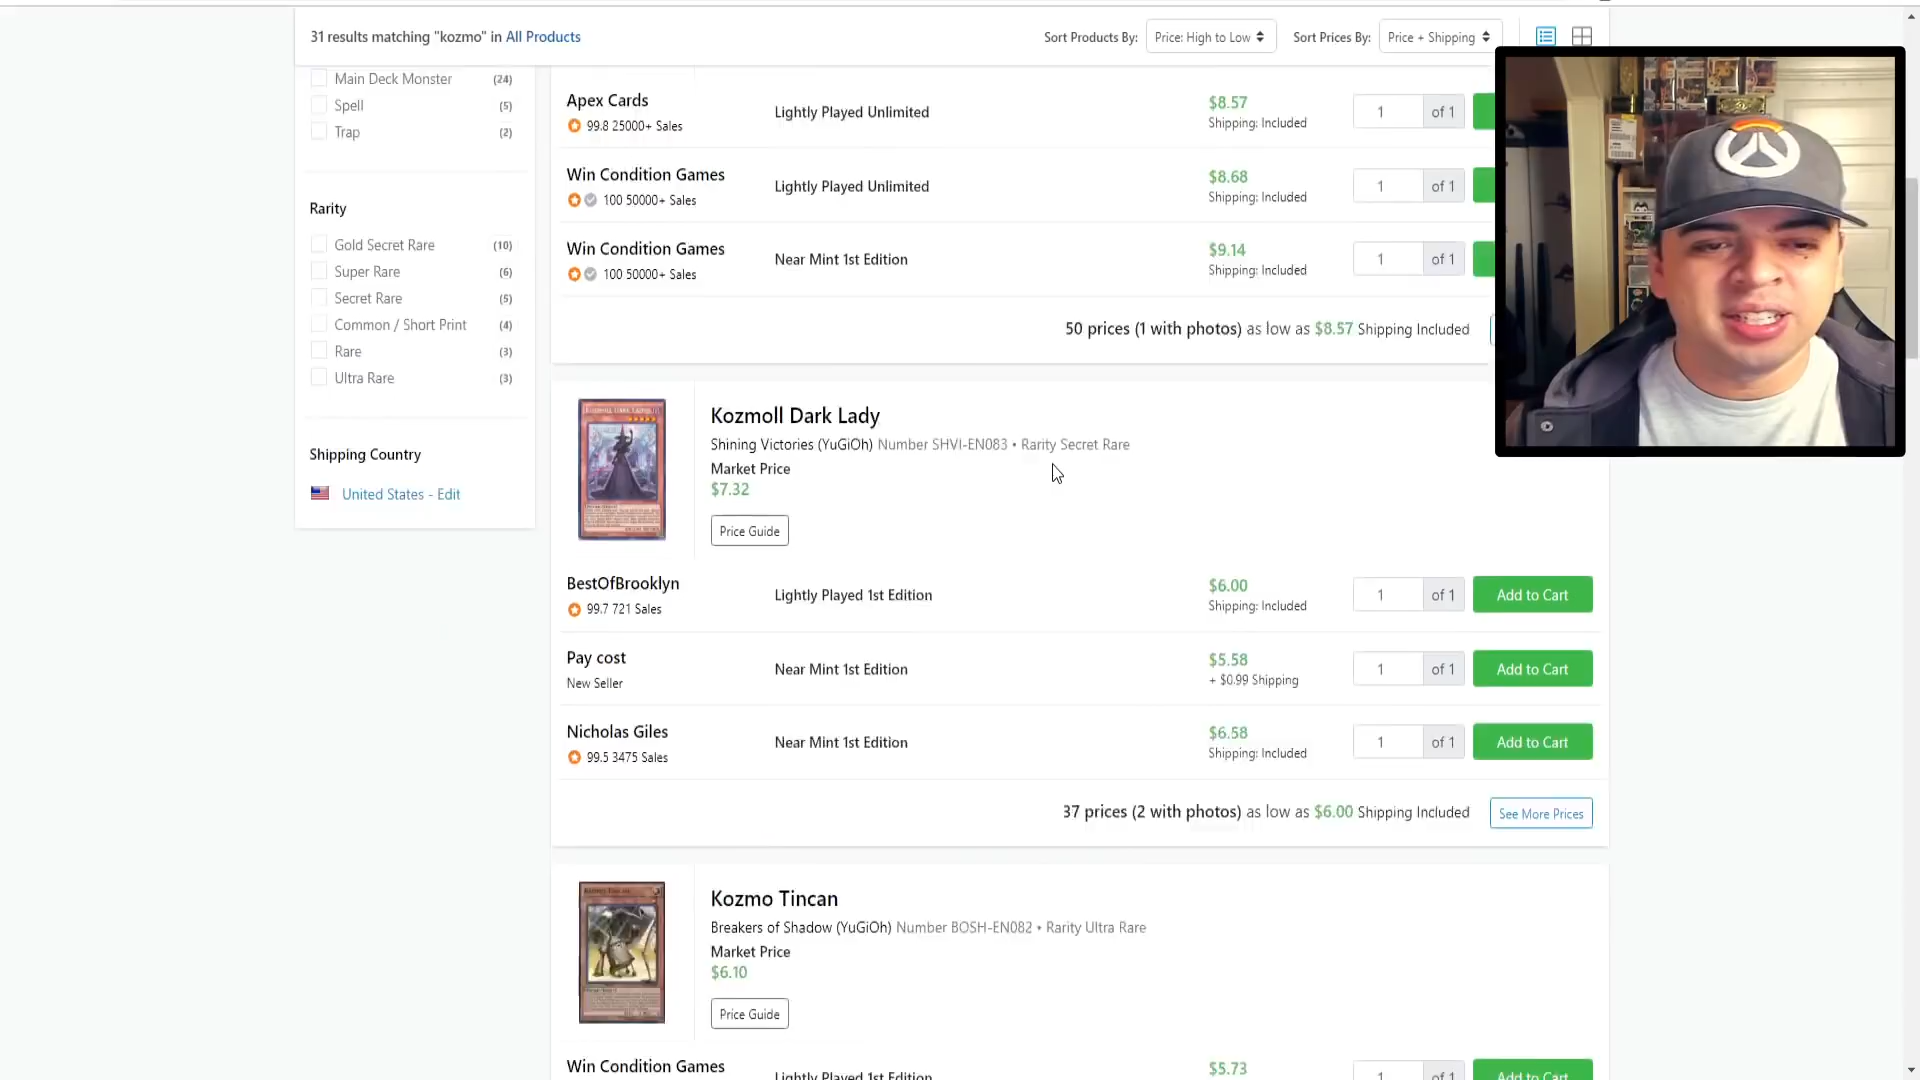 31 results matching "kozmo" in All Products
Sort Products By: Price: High to Low
Sort Prices By: Price + Shipping
Main Deck Monster (24)
Spell (5)
Trap (2)
Rarity
Gold Secret Rare (10)
Super Rare (6)
Secret Rare (5)
Common / Short Print (4)
Rare (3)
Ultra Rare (3)
Shipping Country
United States - Edit
Apex Cards
99.8 25000+ Sales
Lightly Played Unlimited
$8.57
Shipping: Included
1 of 1
Win Condition Games
100 50000+ Sales
Lightly Played Unlimited
$8.68
Shipping: Included
1 of 1
Win Condition Games
100 50000+ Sales
Near Mint 1st Edition
$9.14
Shipping: Included
1 of 1
50 prices (1 with photos) as low as $8.57 Shipping Included
Kozmoll Dark Lady
Shining Victories (YuGiOh) Number SHVI-EN083 • Rarity Secret Rare
Market Price
$7.32
Price Guide
BestOfBrooklyn
99.7 721 Sales
Lightly Played 1st Edition
$6.00
Shipping: Included
1 of 1
Add to Cart
Pay cost
New Seller
Near Mint 1st Edition
$5.58
+ $0.99 Shipping
1 of 1
Add to Cart
Nicholas Giles
99.5 3475 Sales
Near Mint 1st Edition
$6.58
Shipping: Included
1 of 1
Add to Cart
37 prices (2 with photos) as low as $6.00 Shipping Included
See More Prices
Kozmo Tincan
Breakers of Shadow (YuGiOh) Number BOSH-EN082 • Rarity Ultra Rare
Market Price
$6.10
Price Guide
Win Condition Games
Lightly Played 1st Edition
$5.73
1 of 1
Add to Cart